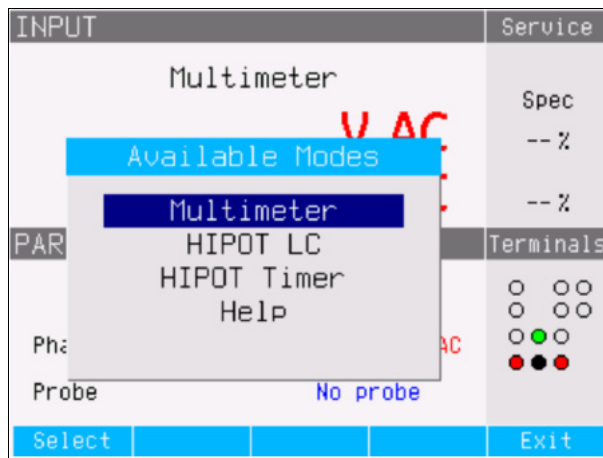 INPUT Service
Multimeter
Spec
V AC
-- %
Available Modes
Multimeter
-- %
PAR
HIPOT LC
Terminals
HIPOT Timer
Help
Pha
AC
Probe No probe
Select Exit